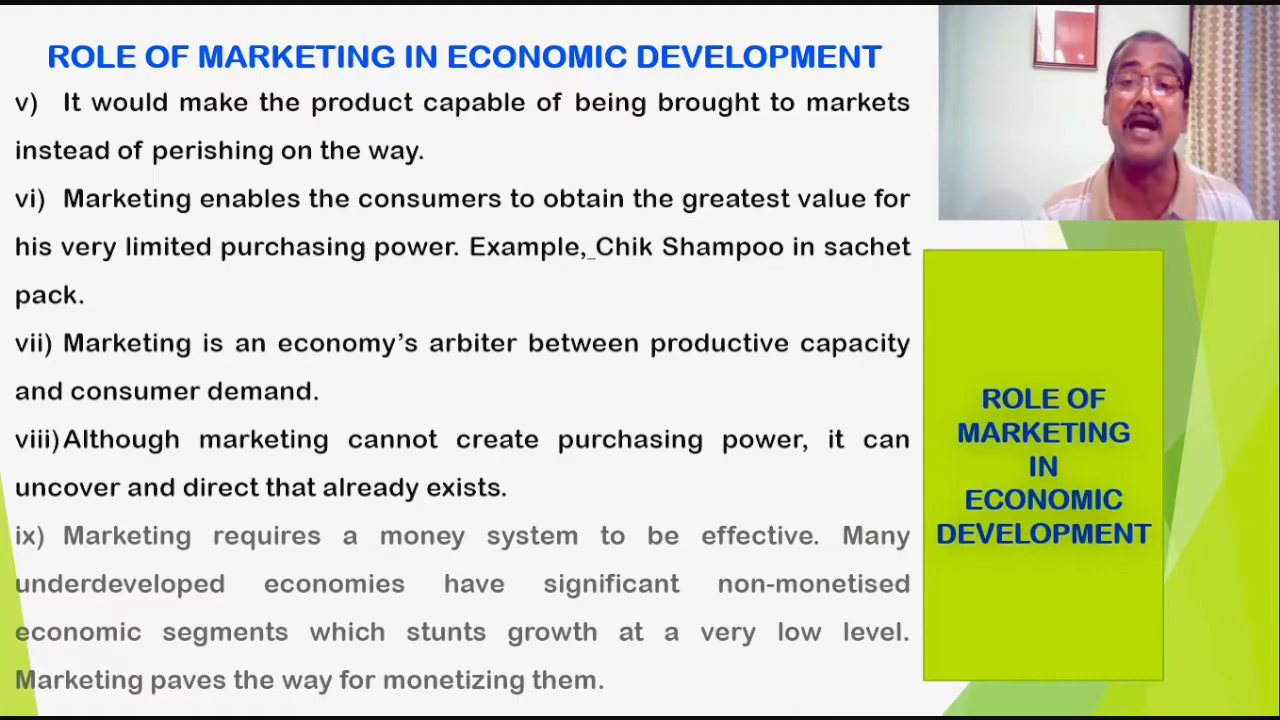 ROLE OF MARKETING IN ECONOMIC DEVELOPMENT
v) It would make the product capable of being brought to markets
instead of perishing on the way.
vi) Marketing enables the consumers to obtain the greatest value for
his very limited purchasing power. Example,_Chik Shampoo in sachet
pack.
vii) Marketing is an economy’s arbiter between productive capacity
and consumer demand.
viii) Although marketing cannot create purchasing power, it can
uncover and direct that already exists.
ix) Marketing requires a money system to be effective. Many
underdeveloped economies have significant non-monetised
economic segments which stunts growth at a very low level.
Marketing paves the way for monetizing them.
ROLE OF
MARKETING
IN
ECONOMIC
DEVELOPMENT